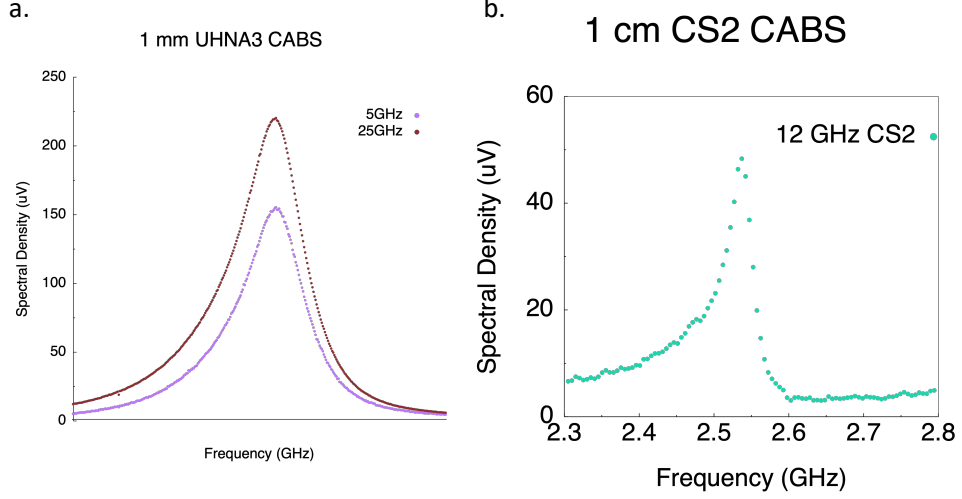 a.
1 mm UHNA3 CABS
250
200
150
100
50
0
Spectral Density (uV)
5GHz
25GHz
Frequency (GHz)
b.
1 cm CS2 CABS
60
40
20
0
Spectral Density (uV)
12 GHz CS2
2.3 2.4 2.5 2.6 2.7 2.8
Frequency (GHz)